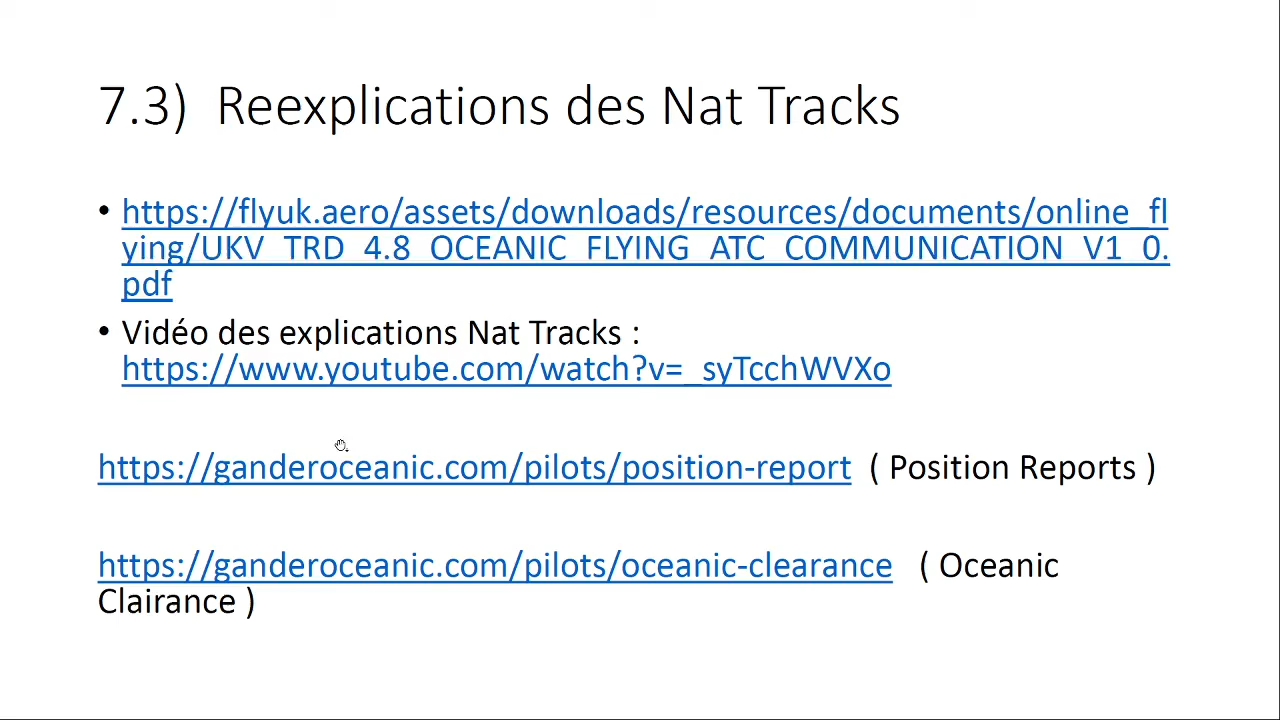 7.3) Reexplications des Nat Tracks
• https://flyuk.aero/assets/downloads/resources/documents/online_fl
ying/UKV_TRD_4.8_OCEANIC_FLYING_ATC_COMMUNICATION_V1_0.
pdf
• Vidéo des explications Nat Tracks :
https://www.youtube.com/watch?v=_syTcchWVXo
https://ganderoceanic.com/pilots/position-report ( Position Reports )
https://ganderoceanic.com/pilots/oceanic-clearance ( Oceanic
Clairance )